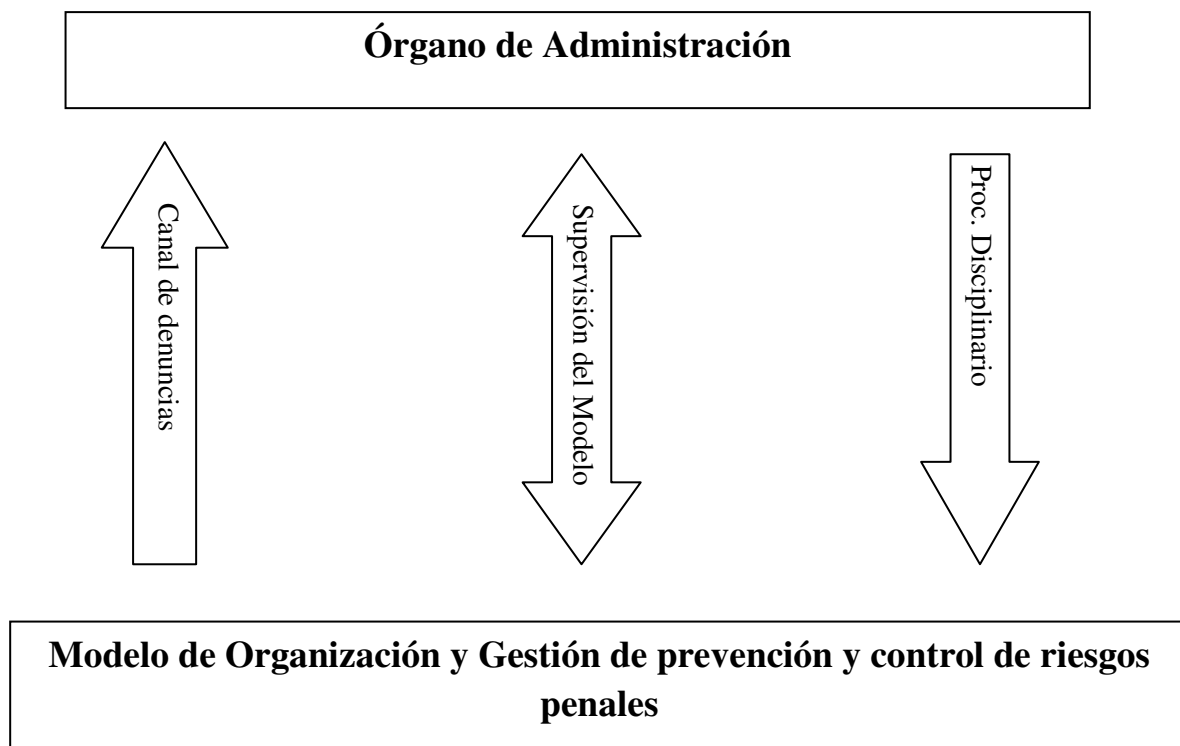 Órgano de Administración
Canal de denuncias
Supervisión del Modelo
Proc. Disciplinario
Modelo de Organización y Gestión de prevención y control de riesgos
penales